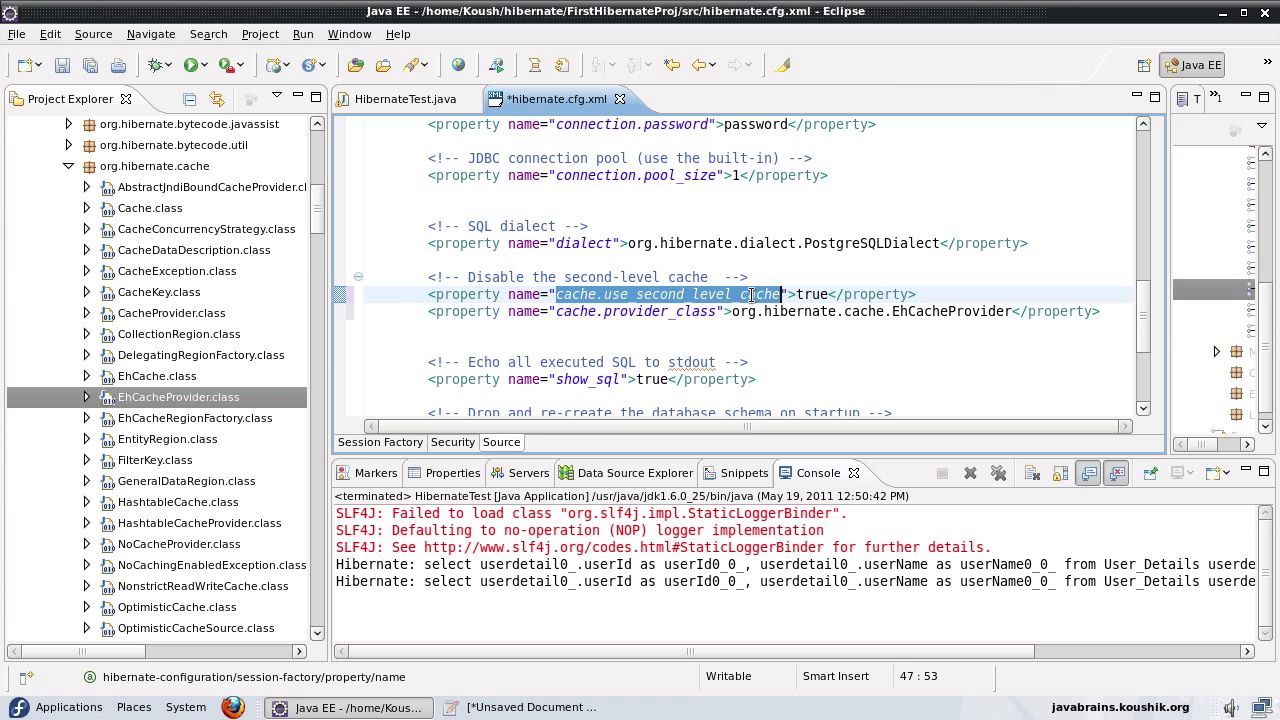 Java EE - /home/Koush/hibernate/FirstHibernateProj/src/hibernate.cfg.xml - Eclipse
File Edit Source Navigate Search Project Run Window Help
Java EE
Project Explorer
org.hibernate.bytecode.javassist
org.hibernate.bytecode.util
org.hibernate.cache
AbstractJndiBoundCacheProvider.cl
Cache.class
CacheConcurrencyStrategy.class
CacheDataDescription.class
CacheException.class
CacheKey.class
CacheProvider.class
CollectionRegion.class
DelegatingRegionFactory.class
EhCache.class
EhCacheProvider.class
EhCacheRegionFactory.class
EntityRegion.class
FilterKey.class
GeneralDataRegion.class
HashtableCache.class
HashtableCacheProvider.class
NoCacheProvider.class
NoCachingEnabledException.class
NonstrictReadWriteCache.class
OptimisticCache.class
OptimisticCacheSource.class
HibernateTest.java *hibernate.cfg.xml
<property name="connection.password">password</property>
<!-- JDBC connection pool (use the built-in) -->
<property name="connection.pool_size">1</property>
<!-- SQL dialect -->
<property name="dialect">org.hibernate.dialect.PostgreSQLDialect</property>
<!-- Disable the second-level cache  -->
<property name="cache.use_second_level_cache">true</property>
<property name="cache.provider_class">org.hibernate.cache.EhCacheProvider</property>
<!-- Echo all executed SQL to stdout -->
<property name="show_sql">true</property>
<!-- Drop and re-create the database schema on startup -->
Session Factory Security Source
T »1
Markers Properties Servers Data Source Explorer Snippets Console
<terminated> HibernateTest [Java Application] /usr/java/jdk1.6.0_25/bin/java (May 19, 2011 12:50:42 PM)
SLF4J: Failed to load class "org.slf4j.impl.StaticLoggerBinder".
SLF4J: Defaulting to no-operation (NOP) logger implementation
SLF4J: See http://www.slf4j.org/codes.html#StaticLoggerBinder for further details.
Hibernate: select userdetail0_.userId as userId0_0_, userdetail0_.userName as userName0_0_ from User_Details userde
Hibernate: select userdetail0_.userId as userId0_0_, userdetail0_.userName as userName0_0_ from User_Details userde
hibernate-configuration/session-factory/property/name Writable Smart Insert 47 : 53
Applications Places System Java EE - /home/Kous... [*Unsaved Document ... javabrains.koushik.org